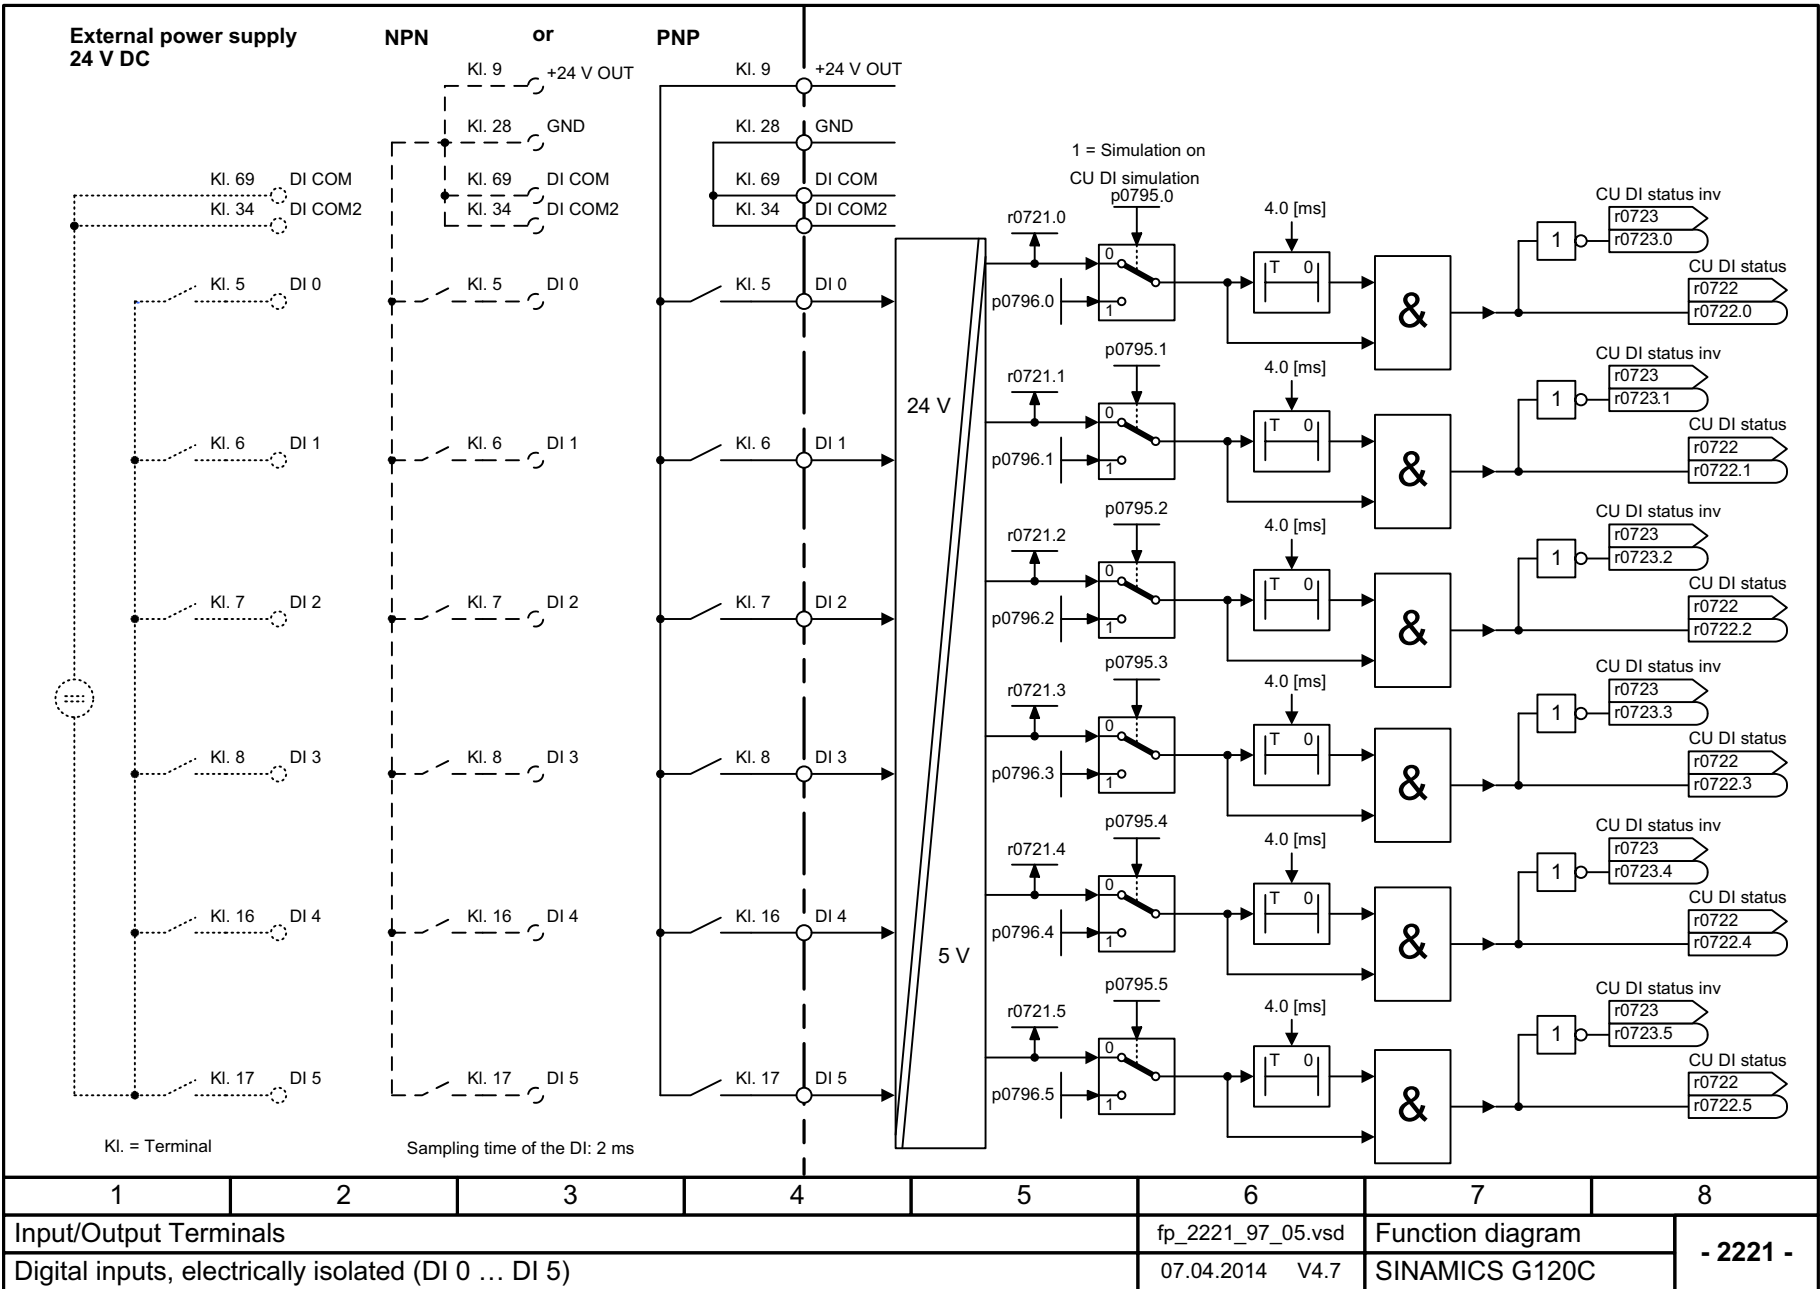 External power supply
24 V DC
NPN or PNP
Kl. 9 +24 V OUT Kl. 9 +24 V OUT
Kl. 28 GND Kl. 28 GND
1 = Simulation on
CU DI simulation
Kl. 69 DI COM Kl. 69 DI COM Kl. 69 DI COM
Kl. 34 DI COM2 Kl. 34 DI COM2 Kl. 34 DI COM2
24 V
5 V
Kl. 5 DI 0 Kl. 5 DI 0 Kl. 5 DI 0
r0721.0 p0795.0 4.0 [ms] CU DI status inv
r0723
0 T 0 1 r0723.0
CU DI status
p0796.0 1 & r0722
r0722.0
Kl. 6 DI 1 Kl. 6 DI 1 Kl. 6 DI 1
r0721.1 p0795.1 4.0 [ms] CU DI status inv
r0723
0 T 0 1 r0723.1
CU DI status
p0796.1 1 & r0722
r0722.1
Kl. 7 DI 2 Kl. 7 DI 2 Kl. 7 DI 2
r0721.2 p0795.2 4.0 [ms] CU DI status inv
r0723
0 T 0 1 r0723.2
CU DI status
p0796.2 1 & r0722
r0722.2
Kl. 8 DI 3 Kl. 8 DI 3 Kl. 8 DI 3
r0721.3 p0795.3 4.0 [ms] CU DI status inv
r0723
0 T 0 1 r0723.3
CU DI status
p0796.3 1 & r0722
r0722.3
Kl. 16 DI 4 Kl. 16 DI 4 Kl. 16 DI 4
r0721.4 p0795.4 4.0 [ms] CU DI status inv
r0723
0 T 0 1 r0723.4
CU DI status
p0796.4 1 & r0722
r0722.4
Kl. 17 DI 5 Kl. 17 DI 5 Kl. 17 DI 5
r0721.5 p0795.5 4.0 [ms] CU DI status inv
r0723
0 T 0 1 r0723.5
CU DI status
p0796.5 1 & r0722
r0722.5
Kl. = Terminal
Sampling time of the DI: 2 ms
1 2 3 4 5 6 7 8
Input/Output Terminals fp_2221_97_05.vsd Function diagram
- 2221 -
Digital inputs, electrically isolated (DI 0 … DI 5) 07.04.2014 V4.7 SINAMICS G120C